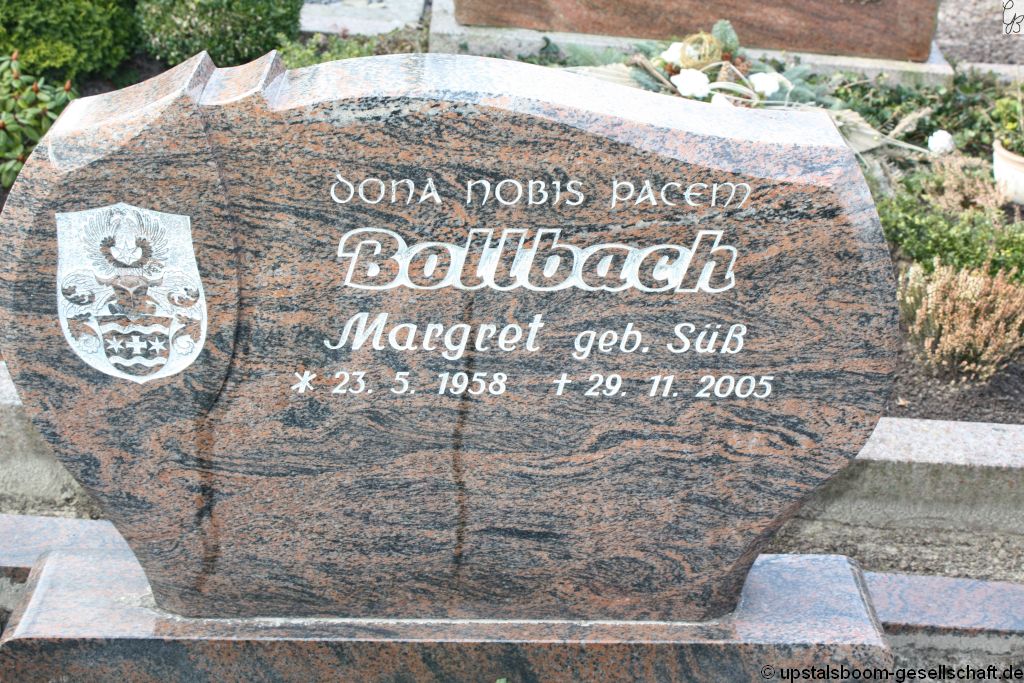 DONA NOBIS PACEM
Bollbach
Margret geb. Süß
* 23. 5. 1958 † 29. 11. 2005
© upstalsboom-gesellschaft.de